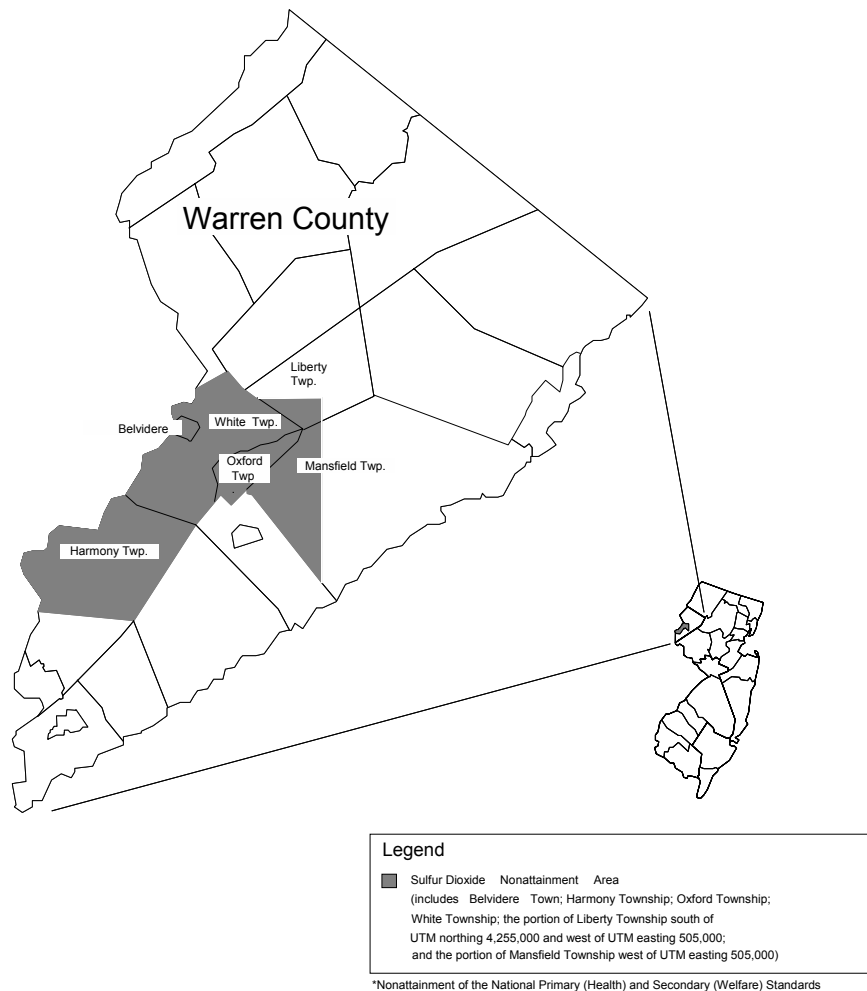 Warren County
Liberty
Twp.
Belvidere
White Twp.
Oxford
Twp
Mansfield Twp.
Harmony Twp.
Legend
Sulfur Dioxide Nonattainment Area
(includes Belvidere Town; Harmony Township; Oxford Township;
White Township; the portion of Liberty Township south of
UTM northing 4,255,000 and west of UTM easting 505,000;
and the portion of Mansfield Township west of UTM easting 505,000)
*Nonattainment of the National Primary (Health) and Secondary (Welfare) Standards